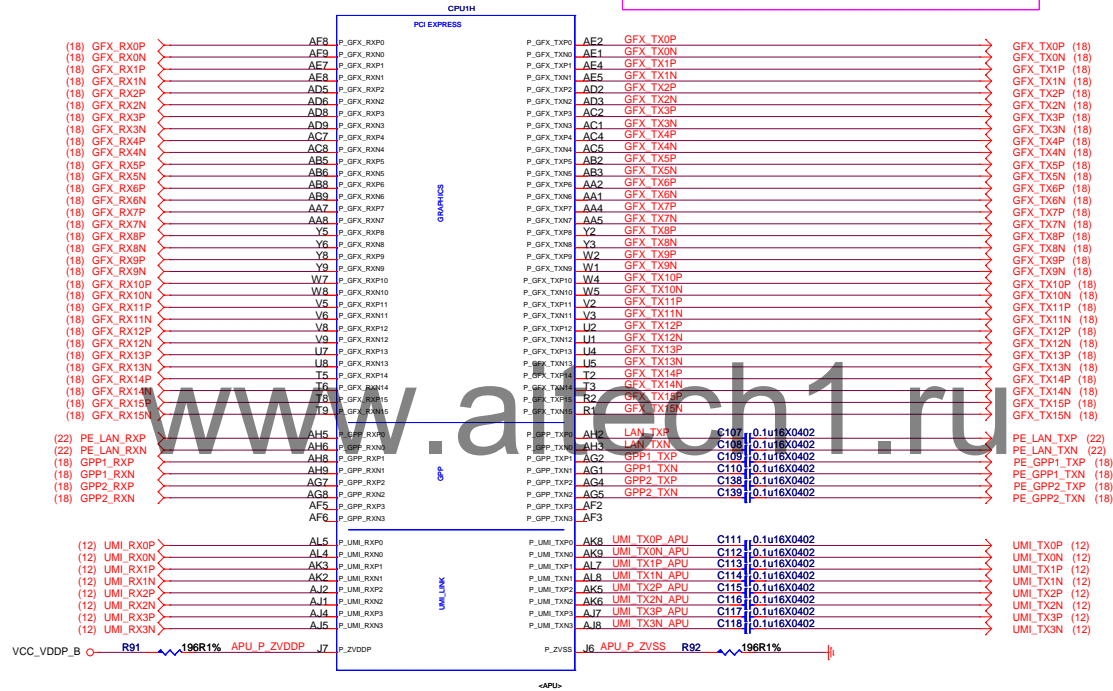 CPU1H
PCI EXPRESS
(18) GFX_RX0P AF8 P_GFX_RXP0 P_GFX_TXP0 AE2 GFX_TX0P GFX_TX0P (18)
(18) GFX_RX0N AF9 P_GFX_RXN0 P_GFX_TXN0 AE1 GFX_TX0N GFX_TX0N (18)
(18) GFX_RX1P AE7 P_GFX_RXP1 P_GFX_TXP1 AE4 GFX_TX1P GFX_TX1P (18)
(18) GFX_RX1N AE8 P_GFX_RXN1 P_GFX_TXN1 AE5 GFX_TX1N GFX_TX1N (18)
(18) GFX_RX2P AD5 P_GFX_RXP2 P_GFX_TXP2 AD2 GFX_TX2P GFX_TX2P (18)
(18) GFX_RX2N AD6 P_GFX_RXN2 P_GFX_TXN2 AD3 GFX_TX2N GFX_TX2N (18)
(18) GFX_RX3P AD8 P_GFX_RXP3 P_GFX_TXP3 AC2 GFX_TX3P GFX_TX3P (18)
(18) GFX_RX3N AD9 P_GFX_RXN3 P_GFX_TXN3 AC1 GFX_TX3N GFX_TX3N (18)
(18) GFX_RX4P AC7 P_GFX_RXP4 P_GFX_TXP4 AC4 GFX_TX4P GFX_TX4P (18)
(18) GFX_RX4N AC8 P_GFX_RXN4 P_GFX_TXN4 AC5 GFX_TX4N GFX_TX4N (18)
(18) GFX_RX5P AB5 P_GFX_RXP5 P_GFX_TXP5 AB2 GFX_TX5P GFX_TX5P (18)
(18) GFX_RX5N AB6 P_GFX_RXN5 P_GFX_TXN5 AB3 GFX_TX5N GFX_TX5N (18)
(18) GFX_RX6P AB8 P_GFX_RXP6 P_GFX_TXP6 AA2 GFX_TX6P GFX_TX6P (18)
(18) GFX_RX6N AB9 P_GFX_RXN6 P_GFX_TXN6 AA1 GFX_TX6N GFX_TX6N (18)
(18) GFX_RX7P AA7 P_GFX_RXP7 P_GFX_TXP7 AA4 GFX_TX7P GFX_TX7P (18)
(18) GFX_RX7N AA8 P_GFX_RXN7 P_GFX_TXN7 AA5 GFX_TX7N GFX_TX7N (18)
GRAPHICS
(18) GFX_RX8P Y5 P_GFX_RXP8 P_GFX_TXP8 Y2 GFX_TX8P GFX_TX8P (18)
(18) GFX_RX8N Y6 P_GFX_RXN8 P_GFX_TXN8 Y3 GFX_TX8N GFX_TX8N (18)
(18) GFX_RX9P Y8 P_GFX_RXP9 P_GFX_TXP9 W2 GFX_TX9P GFX_TX9P (18)
(18) GFX_RX9N Y9 P_GFX_RXN9 P_GFX_TXN9 W1 GFX_TX9N GFX_TX9N (18)
(18) GFX_RX10P W7 P_GFX_RXP10 P_GFX_TXP10 W4 GFX_TX10P GFX_TX10P (18)
(18) GFX_RX10N W8 P_GFX_RXN10 P_GFX_TXN10 W5 GFX_TX10N GFX_TX10N (18)
(18) GFX_RX11P V5 P_GFX_RXP11 P_GFX_TXP11 V2 GFX_TX11P GFX_TX11P (18)
(18) GFX_RX11N V6 P_GFX_RXN11 P_GFX_TXN11 V3 GFX_TX11N GFX_TX11N (18)
(18) GFX_RX12P V8 P_GFX_RXP12 P_GFX_TXP12 U2 GFX_TX12P GFX_TX12P (18)
(18) GFX_RX12N V9 P_GFX_RXN12 P_GFX_TXN12 U1 GFX_TX12N GFX_TX12N (18)
(18) GFX_RX13P U7 P_GFX_RXP13 P_GFX_TXP13 U4 GFX_TX13P GFX_TX13P (18)
(18) GFX_RX13N U8 P_GFX_RXN13 P_GFX_TXN13 U5 GFX_TX13N GFX_TX13N (18)
(18) GFX_RX14P T5 P_GFX_RXP14 P_GFX_TXP14 T2 GFX_TX14P GFX_TX14P (18)
(18) GFX_RX14N T6 P_GFX_RXN14 P_GFX_TXN14 T3 GFX_TX14N GFX_TX14N (18)
(18) GFX_RX15P T8 P_GFX_RXP15 P_GFX_TXP15 R2 GFX_TX15P GFX_TX15P (18)
(18) GFX_RX15N T9 P_GFX_RXN15 P_GFX_TXN15 R1 GFX_TX15N GFX_TX15N (18)
www.aitech1.ru
(22) PE_LAN_RXP AH5 P_GPP_RXP0 P_GPP_TXP0 AH2 LAN_TXP C107 0.1u16X0402 PE_LAN_TXP (22)
(22) PE_LAN_RXN AH6 P_GPP_RXN0 P_GPP_TXN0 AH3 LAN_TXN C108 0.1u16X0402 PE_LAN_TXN (22)
(18) GPP1_RXP AH8 P_GPP_RXP1 P_GPP_TXP1 AG2 GPP1_TXP C109 0.1u16X0402 PE_GPP1_TXP (18)
(18) GPP1_RXN AH9 P_GPP_RXN1 P_GPP_TXN1 AG1 GPP1_TXN C110 0.1u16X0402 PE_GPP1_TXN (18)
GPP
(18) GPP2_RXP AG7 P_GPP_RXP2 P_GPP_TXP2 AG4 GPP2_TXP C138 0.1u16X0402 PE_GPP2_TXP (18)
(18) GPP2_RXN AG8 P_GPP_RXN2 P_GPP_TXN2 AG5 GPP2_TXN C139 0.1u16X0402 PE_GPP2_TXN (18)
AF5 P_GPP_RXP3 P_GPP_TXP3 AF2
AF6 P_GPP_RXN3 P_GPP_TXN3 AF3
(12) UMI_RX0P AL5 P_UMI_RXP0 P_UMI_TXP0 AK8 UMI_TX0P_APU C111 0.1u16X0402 UMI_TX0P (12)
(12) UMI_RX0N AL4 P_UMI_RXN0 P_UMI_TXN0 AK9 UMI_TX0N_APU C112 0.1u16X0402 UMI_TX0N (12)
(12) UMI_RX1P AK3 P_UMI_RXP1 P_UMI_TXP1 AL7 UMI_TX1P_APU C113 0.1u16X0402 UMI_TX1P (12)
(12) UMI_RX1N AK2 P_UMI_RXN1 P_UMI_TXN1 AL8 UMI_TX1N_APU C114 0.1u16X0402 UMI_TX1N (12)
UMI_LINK
(12) UMI_RX2P AJ2 P_UMI_RXP2 P_UMI_TXP2 AK5 UMI_TX2P_APU C115 0.1u16X0402 UMI_TX2P (12)
(12) UMI_RX2N AJ1 P_UMI_RXN2 P_UMI_TXN2 AK6 UMI_TX2N_APU C116 0.1u16X0402 UMI_TX2N (12)
(12) UMI_RX3P AJ4 P_UMI_RXP3 P_UMI_TXP3 AJ7 UMI_TX3P_APU C117 0.1u16X0402 UMI_TX3P (12)
(12) UMI_RX3N AJ5 P_UMI_RXN3 P_UMI_TXN3 AJ8 UMI_TX3N_APU C118 0.1u16X0402 UMI_TX3N (12)
VCC_VDDP_B R91 196R1% APU_P_ZVDDP J7 P_ZVDDP P_ZVSS J6 APU_P_ZVSS R92 196R1%
<APU>